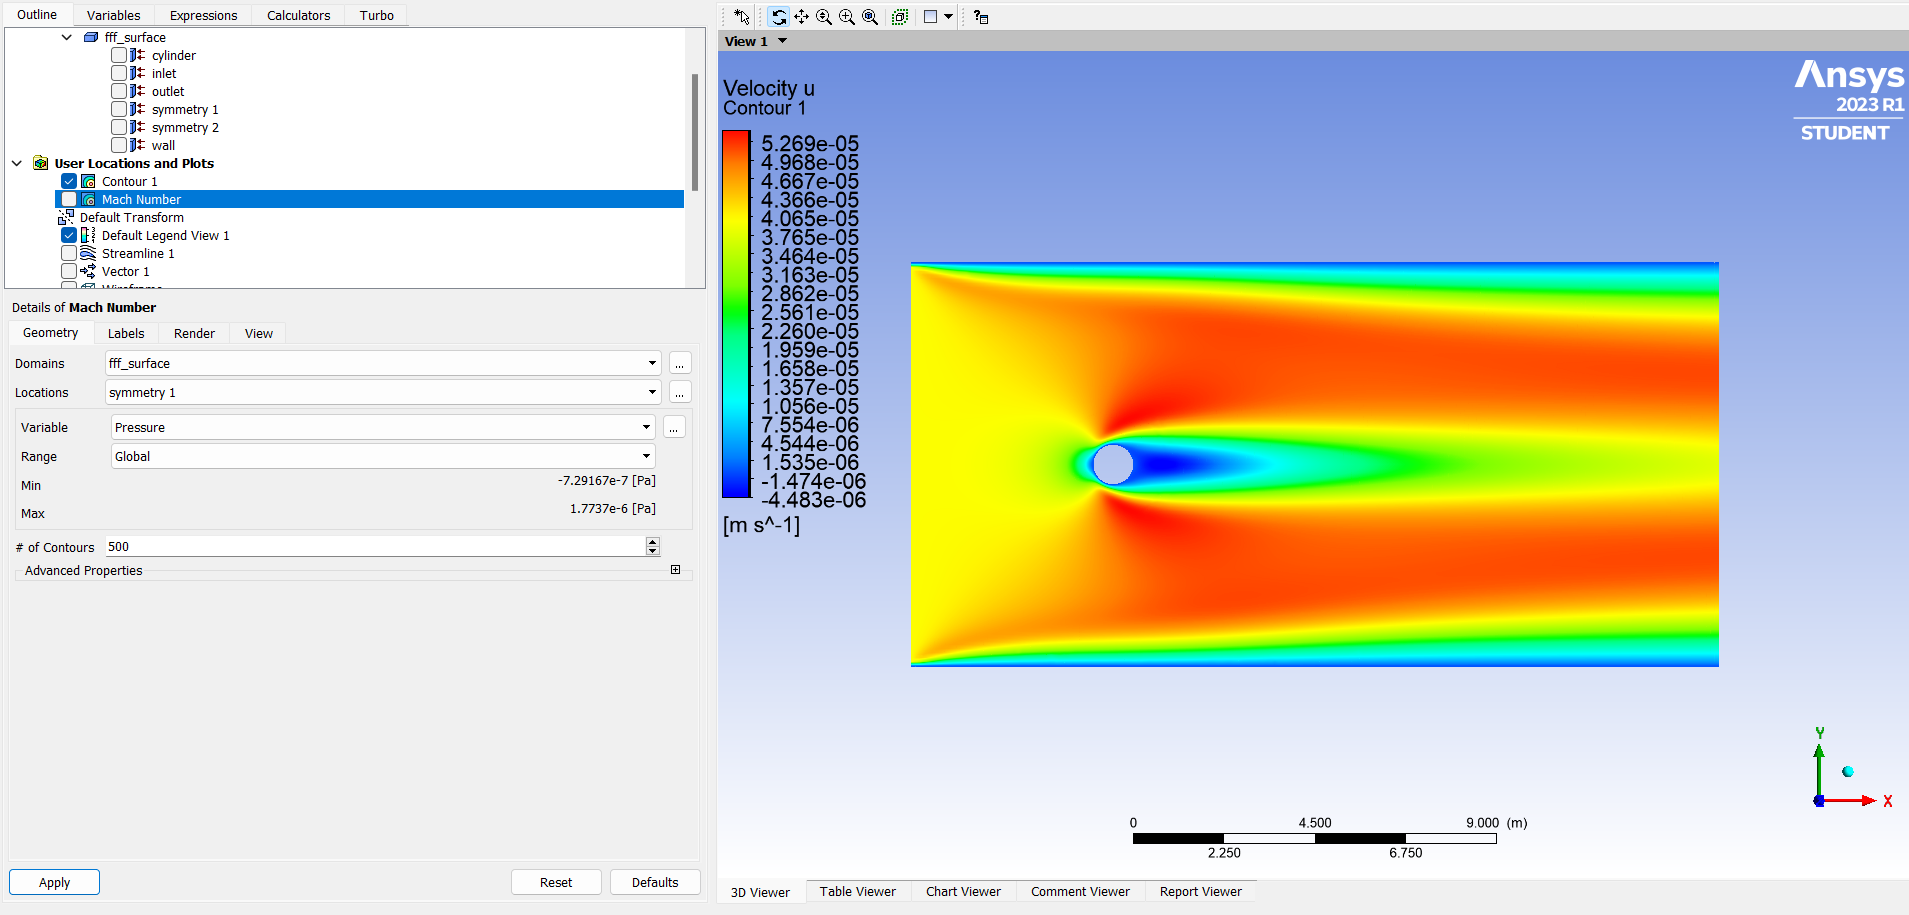 Outline Variables Expressions Calculators Turbo
fff_surface
cylinder
inlet
outlet
symmetry 1
symmetry 2
wall
User Locations and Plots
Contour 1
Mach Number
Default Transform
Default Legend View 1
Streamline 1
Vector 1
Wireframe
Details of Mach Number
Geometry Labels Render View
Domains fff_surface ...
Locations symmetry 1 ...
Variable Pressure ...
Range Global
Min -7.29167e-7 [Pa]
Max 1.7737e-6 [Pa]
# of Contours 500
Advanced Properties
Apply Reset Defaults
View 1
Velocity u
Contour 1
5.269e-05
4.968e-05
4.667e-05
4.366e-05
4.065e-05
3.765e-05
3.464e-05
3.163e-05
2.862e-05
2.561e-05
2.260e-05
1.959e-05
1.658e-05
1.357e-05
1.056e-05
7.554e-06
4.544e-06
1.535e-06
-1.474e-06
-4.483e-06
[m s^-1]
Ansys
2023 R1
STUDENT
Y
X
0 4.500 9.000 (m)
2.250 6.750
3D Viewer Table Viewer Chart Viewer Comment Viewer Report Viewer